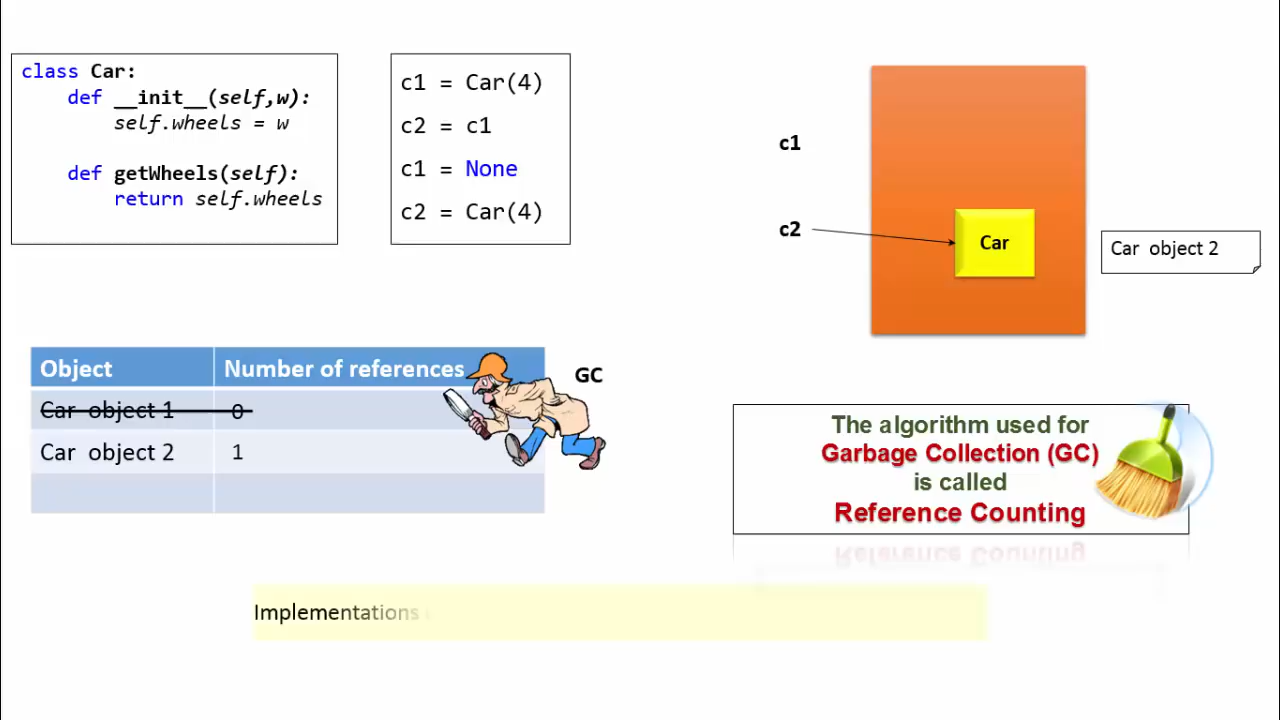 class Car:
def __init__(self,w):
self.wheels = w
def getWheels(self):
return self.wheels
c1 = Car(4)
c2 = c1
c1 = None
c2 = Car(4)
c1
c2
Car
Car object 2
Object Number of references
Car object 1 0
Car object 2 1
GC
The algorithm used for
Garbage Collection (GC)
is called
Reference Counting
Implementations